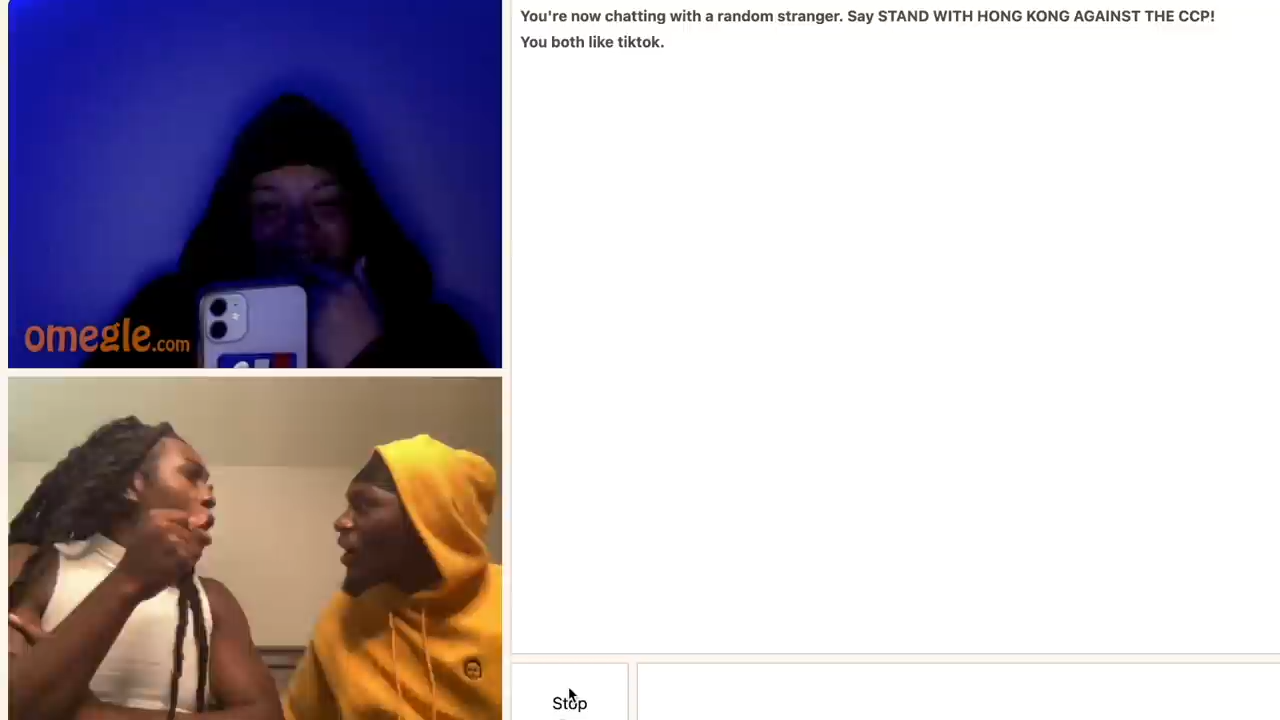 You're now chatting with a random stranger. Say STAND WITH HONG KONG AGAINST THE CCP!
You both like tiktok.
omegle.com
Stop